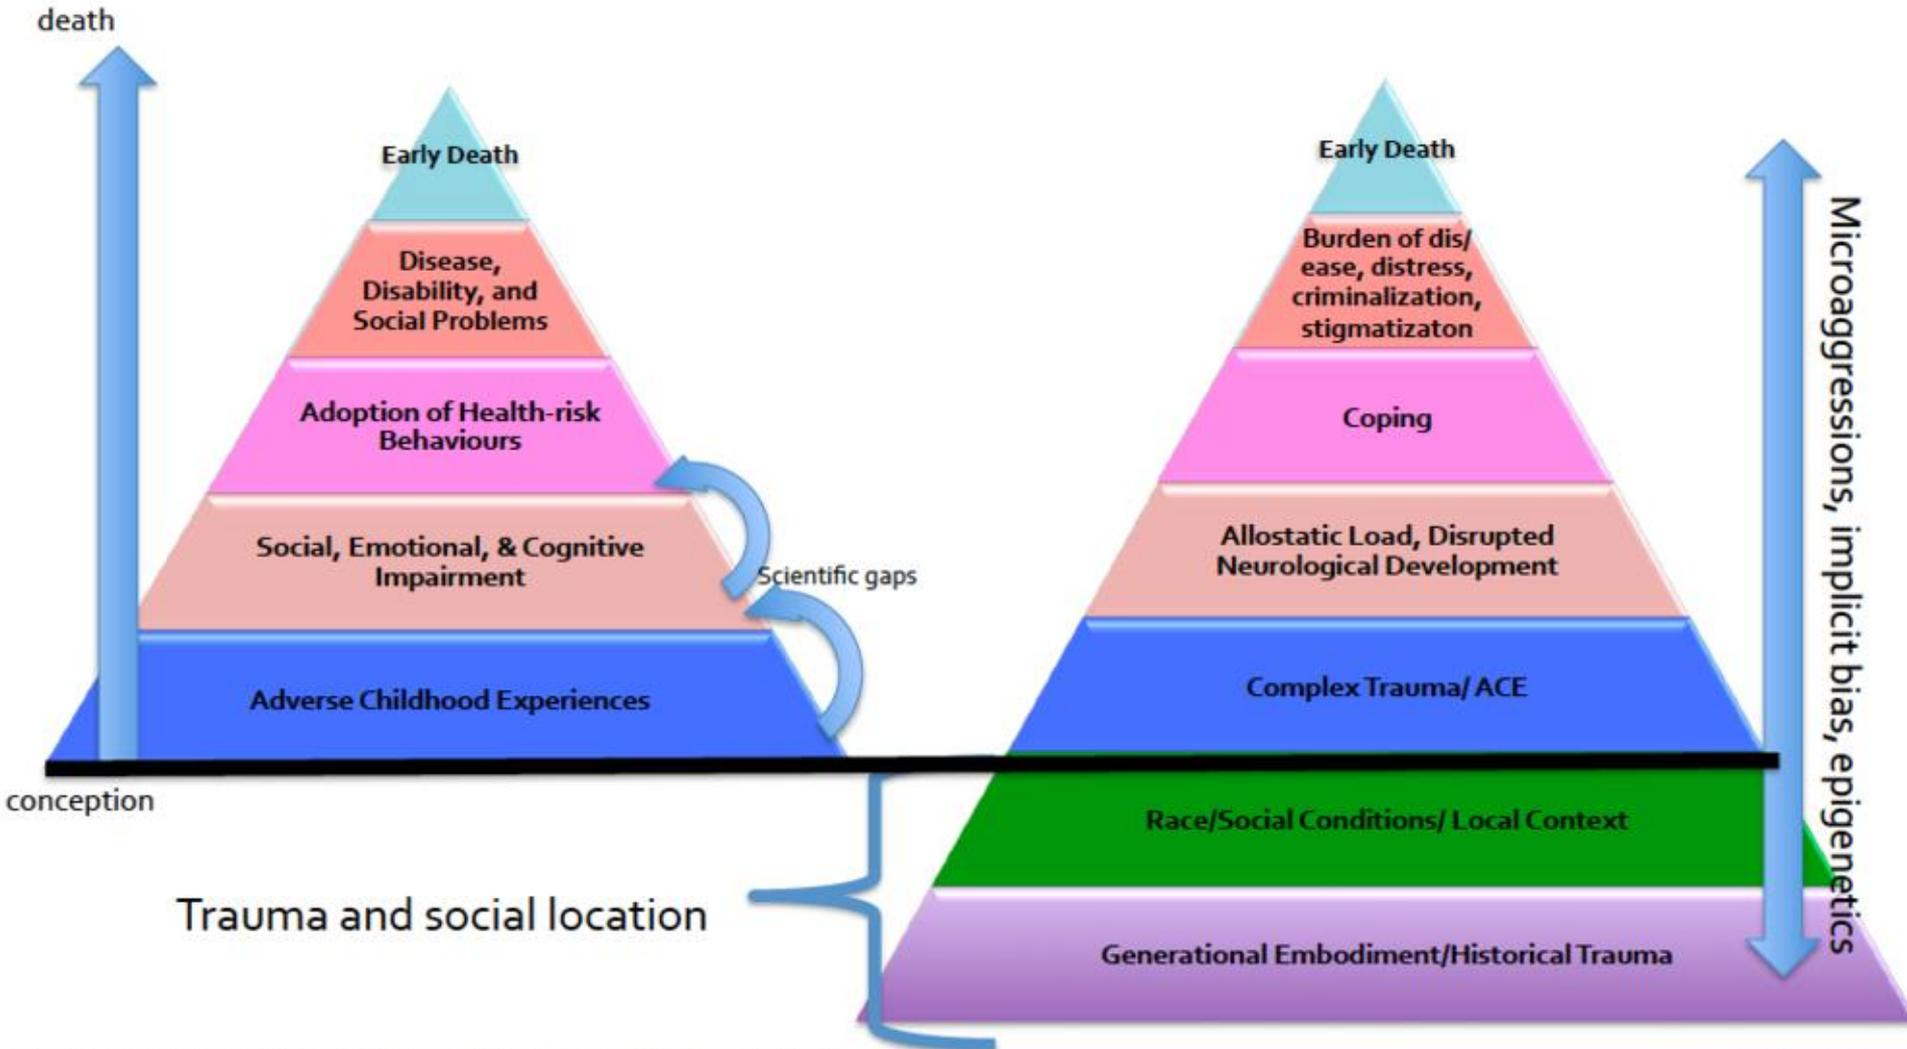 death
Early Death
Disease,
Disability, and
Social Problems
Adoption of Health-risk
Behaviours
Social, Emotional, & Cognitive
Impairment
Scientific gaps
Adverse Childhood Experiences
conception
Trauma and social location
Early Death
Burden of dis/
ease, distress,
criminalization,
stigmatizaton
Coping
Allostatic Load, Disrupted
Neurological Development
Complex Trauma/ ACE
Race/Social Conditions/ Local Context
Generational Embodiment/Historical Trauma
Microaggressions, implicit bias, epigenetics